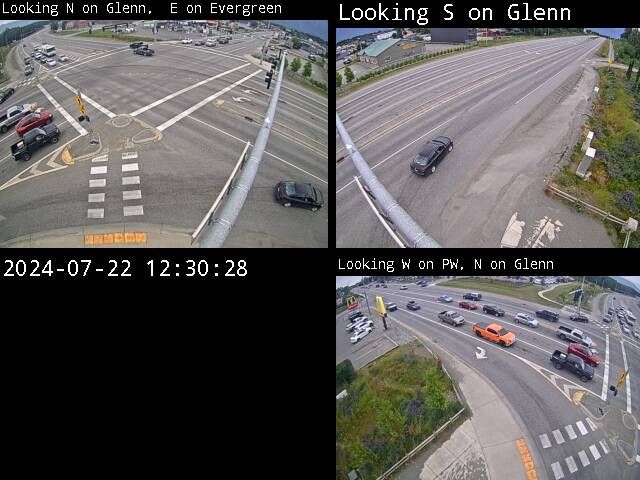 Looking N on Glenn,  E on Evergreen
Looking S on Glenn
2024-07-22 12:30:28
Looking W on PW, N on Glenn